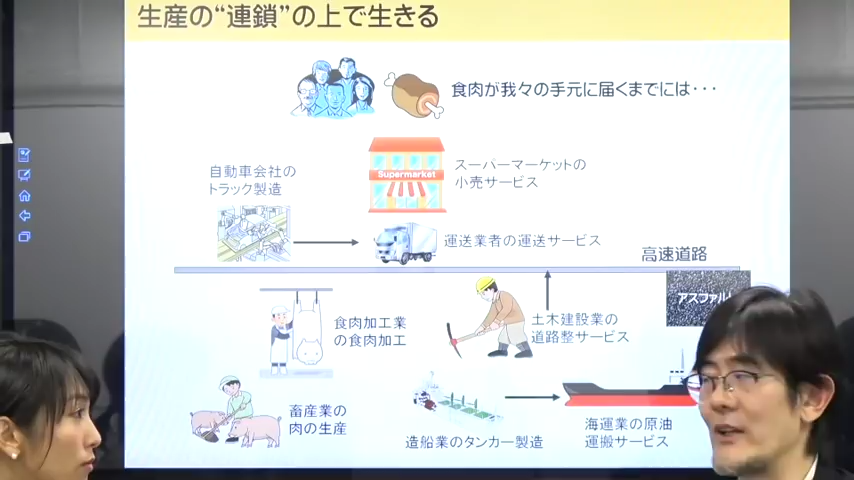 生産の“連鎖”の上で生きる
食肉が我々の手元に届くまでには・・・
自動車会社の
トラック製造
Supermarket
スーパーマーケットの
小売サービス
運送業者の運送サービス
高速道路
アスファル
食肉加工業
の食肉加工
土木建設業の
道路整サービス
畜産業の
肉の生産
造船業のタンカー製造
海運業の原油
運搬サービス